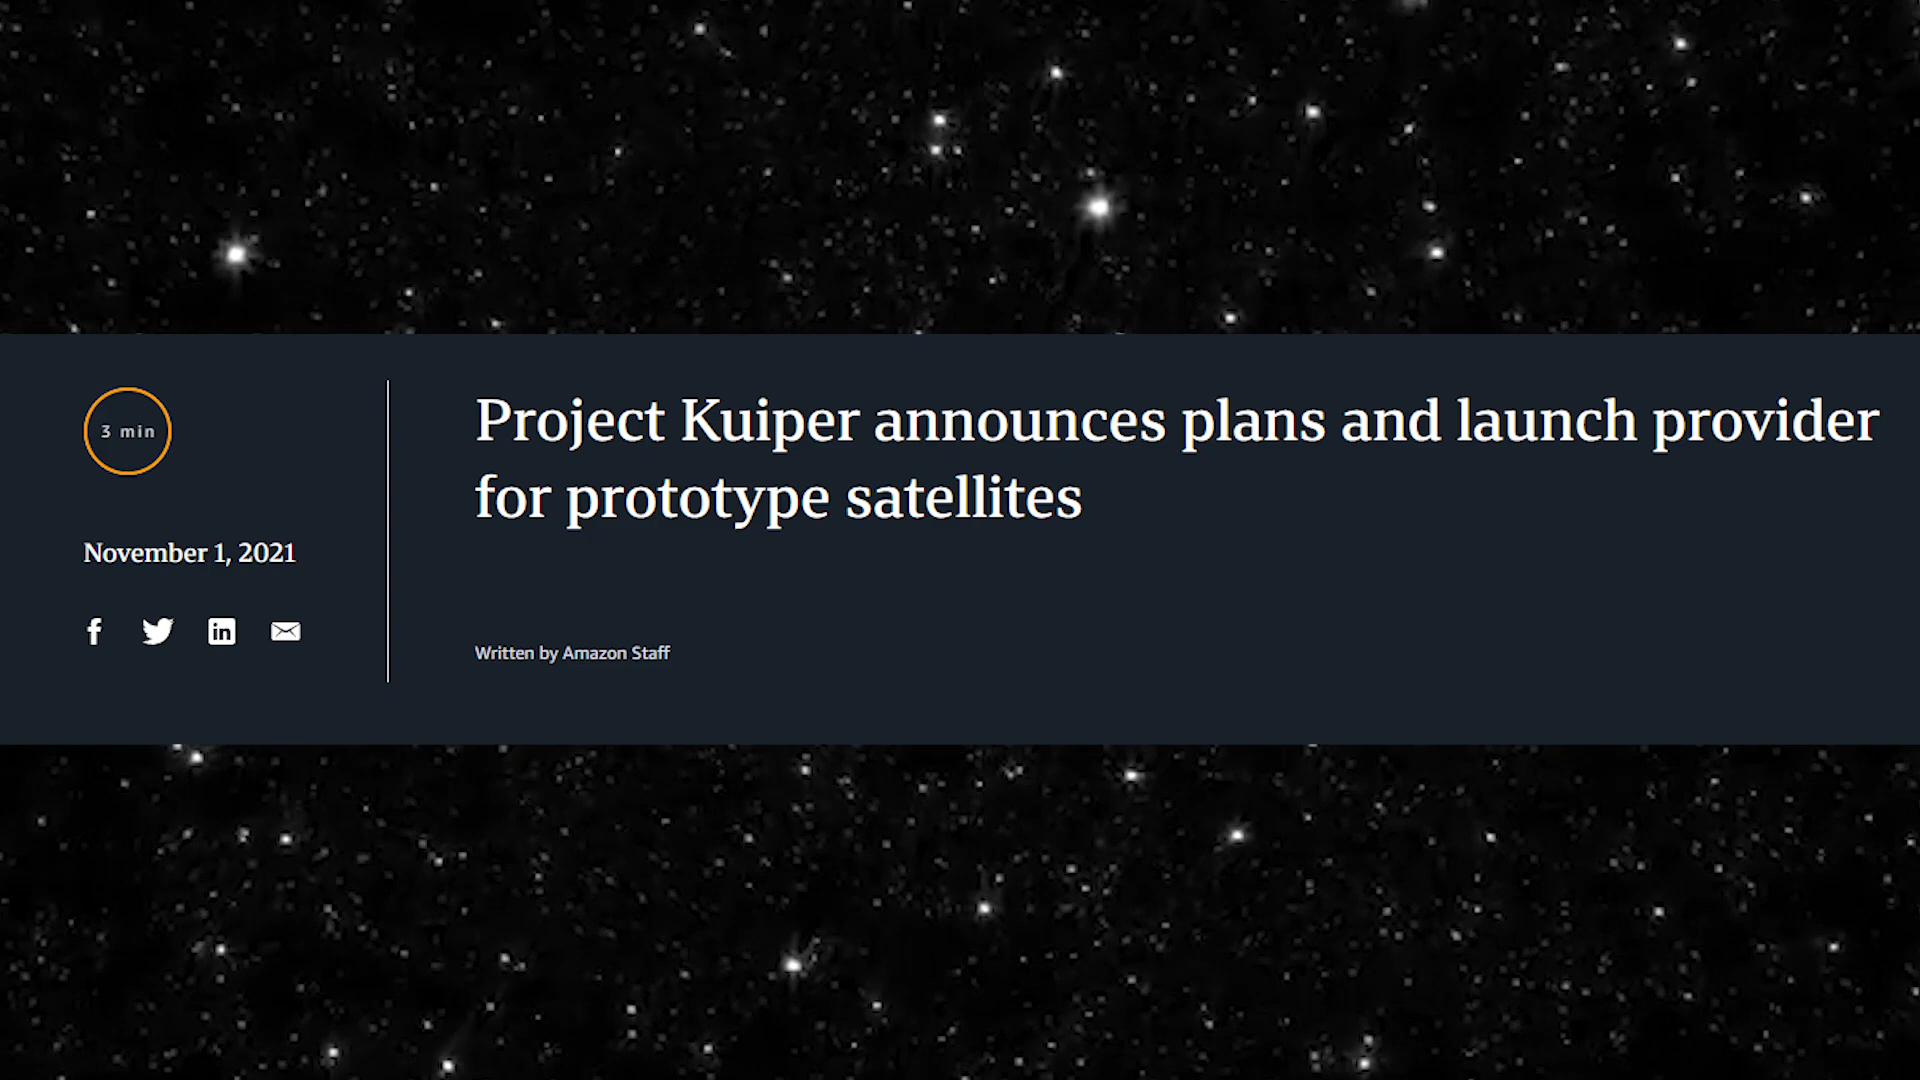 3 min
November 1, 2021
Project Kuiper announces plans and launch provider
for prototype satellites
Written by Amazon Staff